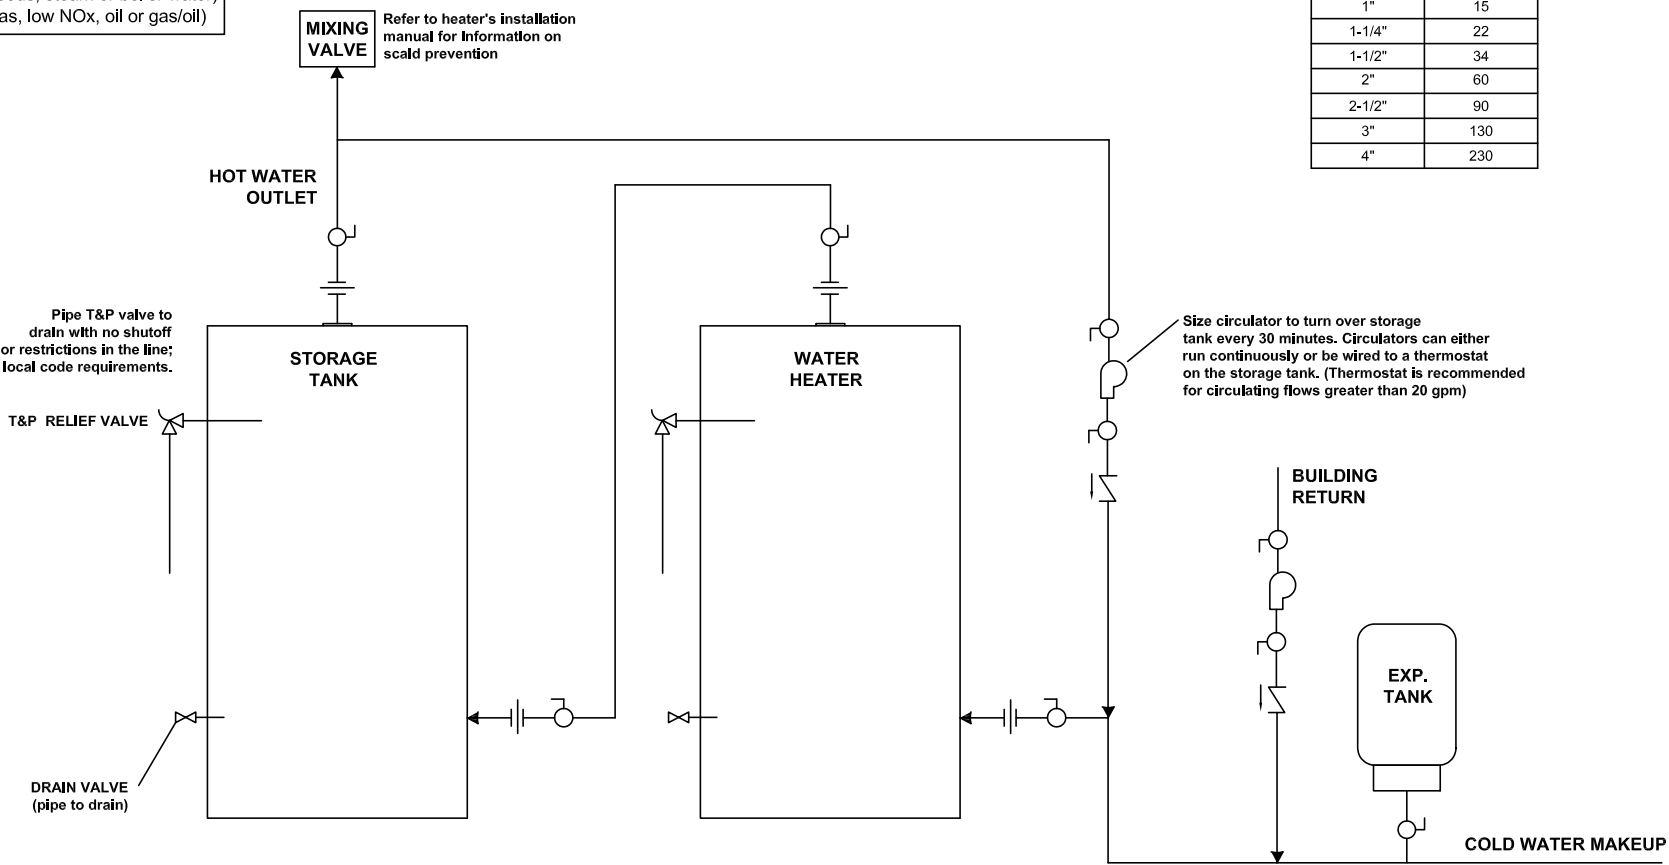 as, low NOx, oil or gas/oil)
MIXING
VALVE
Refer to heater's installation
manual for Information on
scald prevention
1" 15
1-1/4" 22
1-1/2" 34
2" 60
2-1/2" 90
3" 130
4" 230
HOT WATER
OUTLET
Pipe T&P valve to
drain with no shutoff
or restrictions in the line;
local code requirements.
STORAGE
TANK
WATER
HEATER
Size circulator to turn over storage
tank every 30 minutes. Circulators can either
run continuously or be wired to a thermostat
on the storage tank. (Thermostat is recommended
for circulating flows greater than 20 gpm)
T&P RELIEF VALVE
BUILDING
RETURN
EXP.
TANK
DRAIN VALVE
(pipe to drain)
COLD WATER MAKEUP